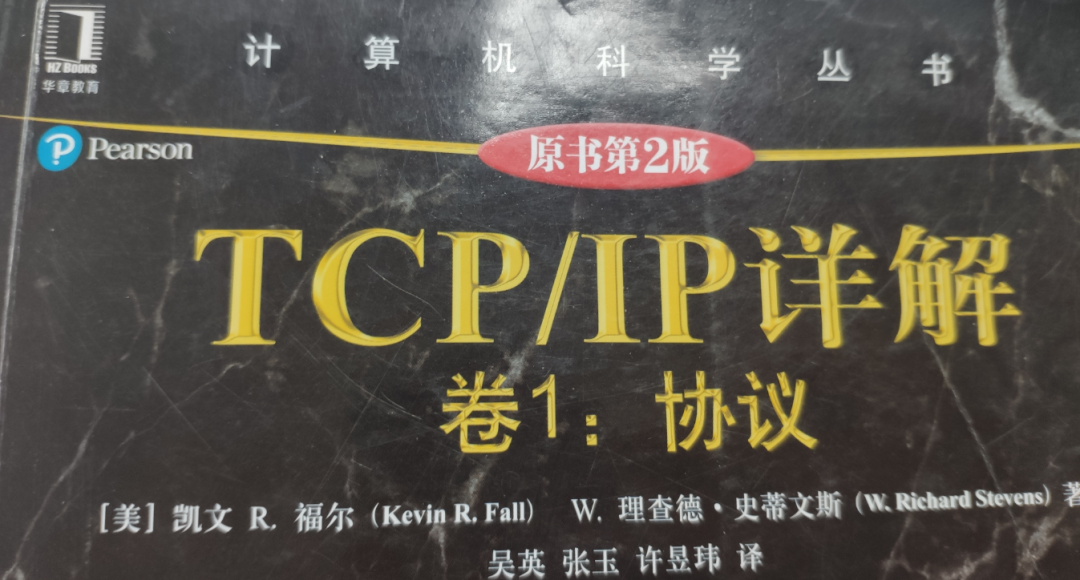 HZ BOOKS
华章教育
计算机科学丛书
Pearson
原书第2版
TCP/IP详解
卷1：协议
[美] 凯文 R. 福尔 (Kevin R. Fall) W. 理查德·史蒂文斯 (W. Richard Stevens) 著
吴英 张玉 许昱玮 译